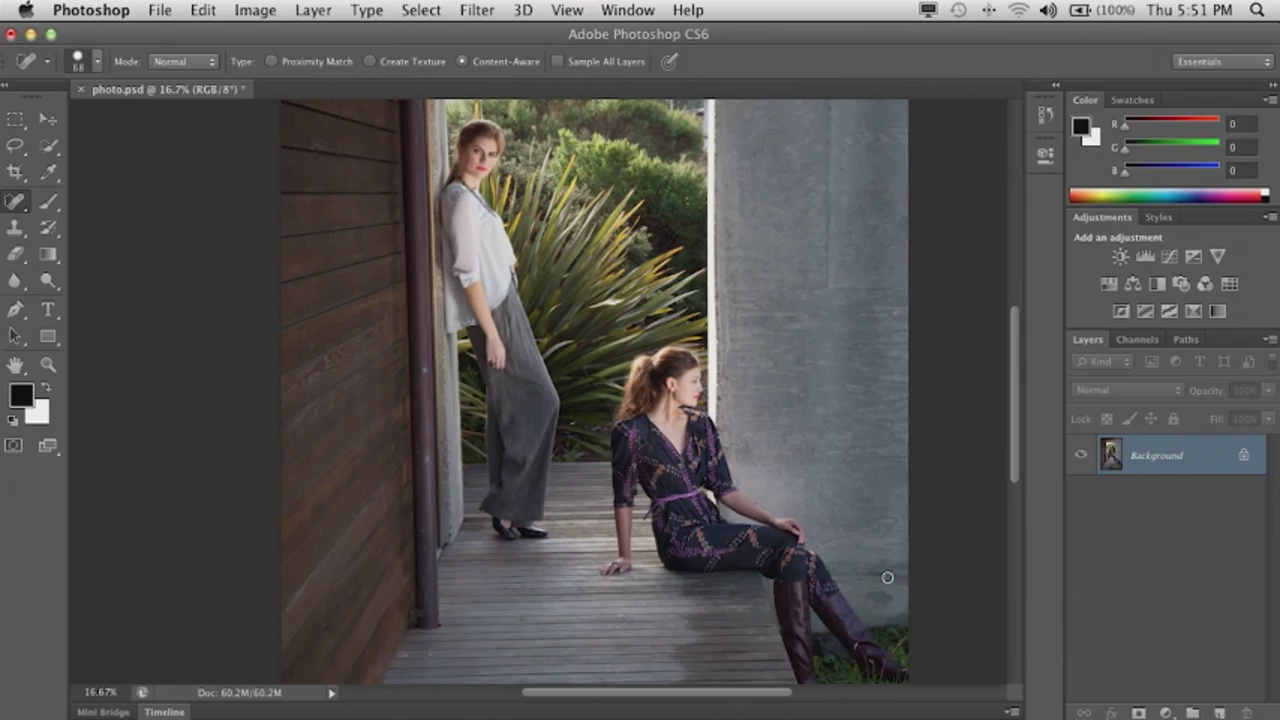 Photoshop File Edit Image Layer Type Select Filter 3D View Window Help (100%) Thu 5:51 PM
Adobe Photoshop CS6
68 Mode: Normal Type: Proximity Match Create Texture Content-Aware Sample All Layers Essentials
photo.psd @ 16.7% (RGB/8*) *
Color Swatches
R 0
G 0
B 0
Adjustments Styles
Add an adjustment
Layers Channels Paths
Kind
Normal Opacity: 100%
Lock: Fill: 100%
Background
16.67% Doc: 60.2M/60.2M
Mini Bridge Timeline